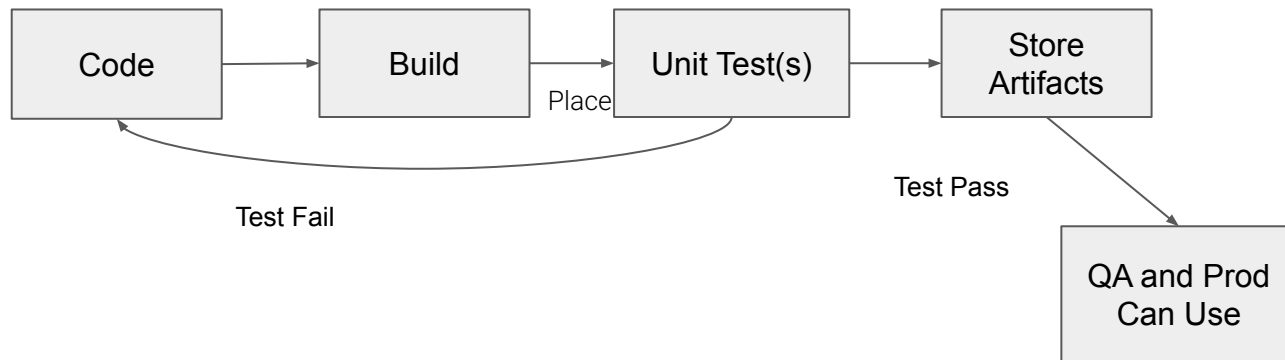 Code
Build
Place
Unit Test(s)
Store
Artifacts
Test Fail
Test Pass
QA and Prod
Can Use